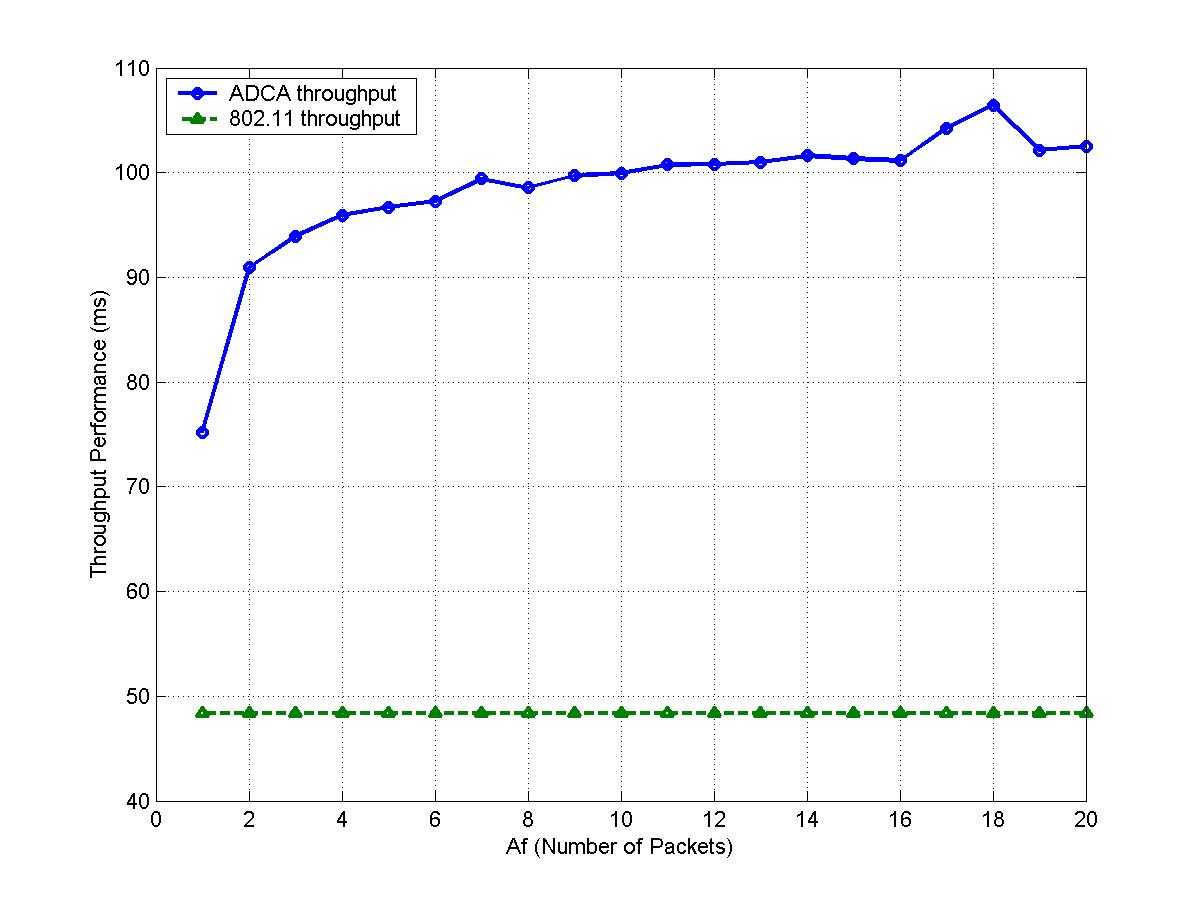 110
100
90
80
70
60
50
40
ADCA throughput
802.11 throughput
Throughput Performance (ms)
0 2 4 6 8 10 12 14 16 18 20
Af (Number of Packets)